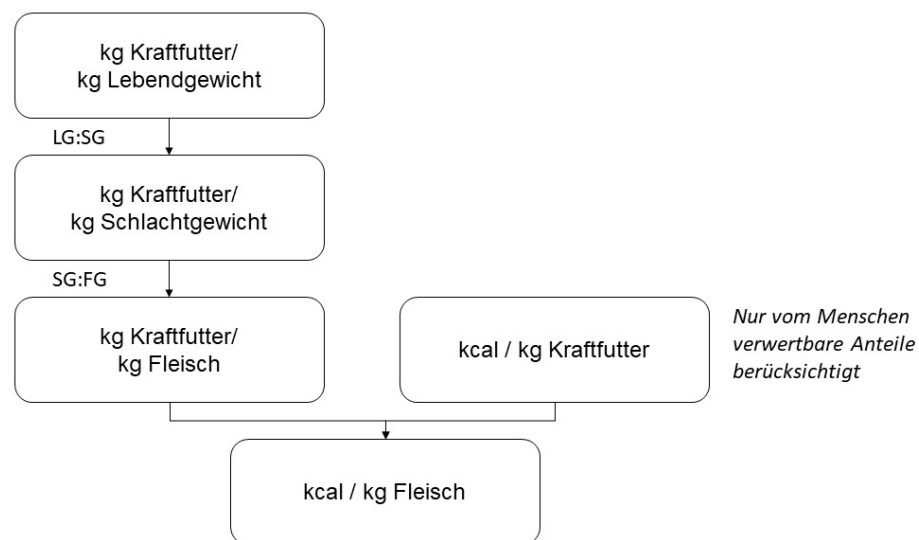 kg Kraftfutter/
kg Lebendgewicht
LG:SG
kg Kraftfutter/
kg Schlachtgewicht
SG:FG
kg Kraftfutter/
kg Fleisch
kcal / kg Kraftfutter
Nur vom Menschen
verwertbare Anteile
berücksichtigt
kcal / kg Fleisch